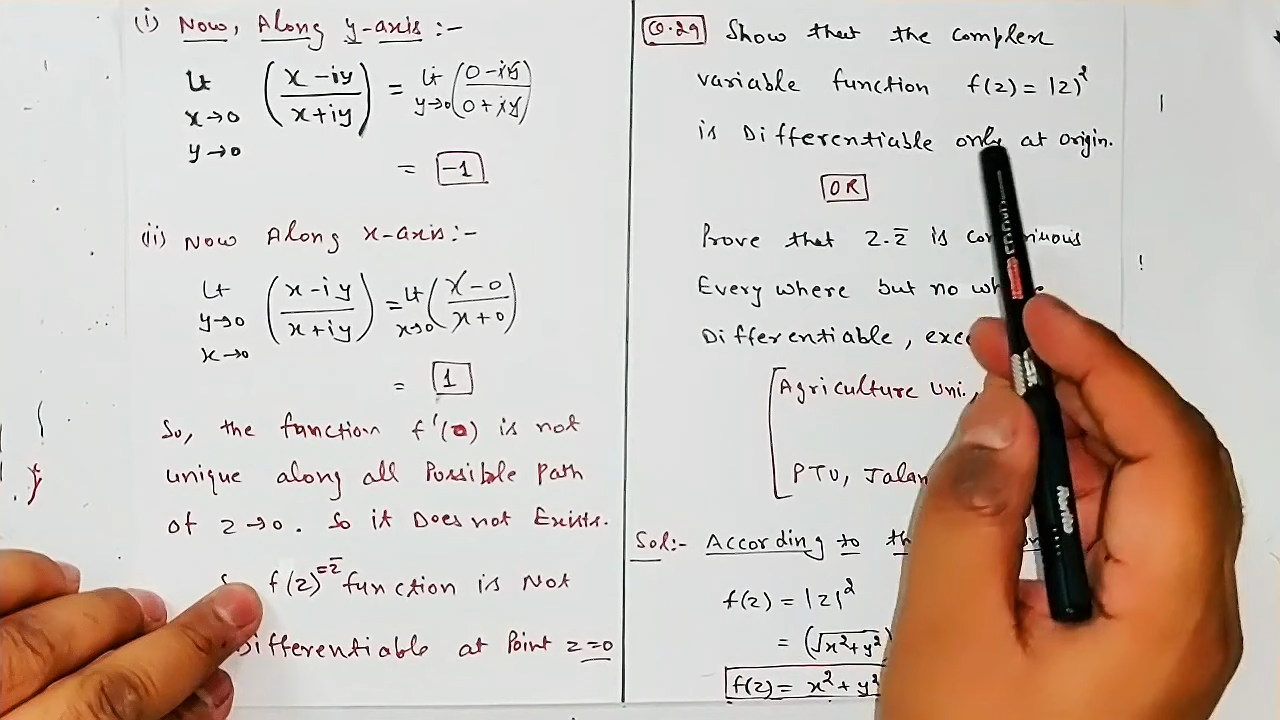 (i) Now, Along y-axis :-
Lt x→0 y→0 (x-iy / x+iy) = Lt y→0 (0-iy / 0+iy)
= -1
(ii) Now Along x-axis:-
Lt y→0 x→0 (x-iy / x+iy) = Lt x→0 (x-0 / x+0)
= 1
So, the function f'(0) is not
unique along all Possible Path
of z→0. So it Does not Exists.
f(z)=z̅ function is Not
Differentiable at Point z=0
Q.29 Show that the complex
variable function f(z) = |z|²
is Differentiable only at origin.
OR
Prove that z.z̅ is
Every where but no
Differentiable,
[Agriculture Uni.,
PTU,
Sol:- According to
f(z) = |z|²
= (√x²+y²)
f(z) = x²+y²